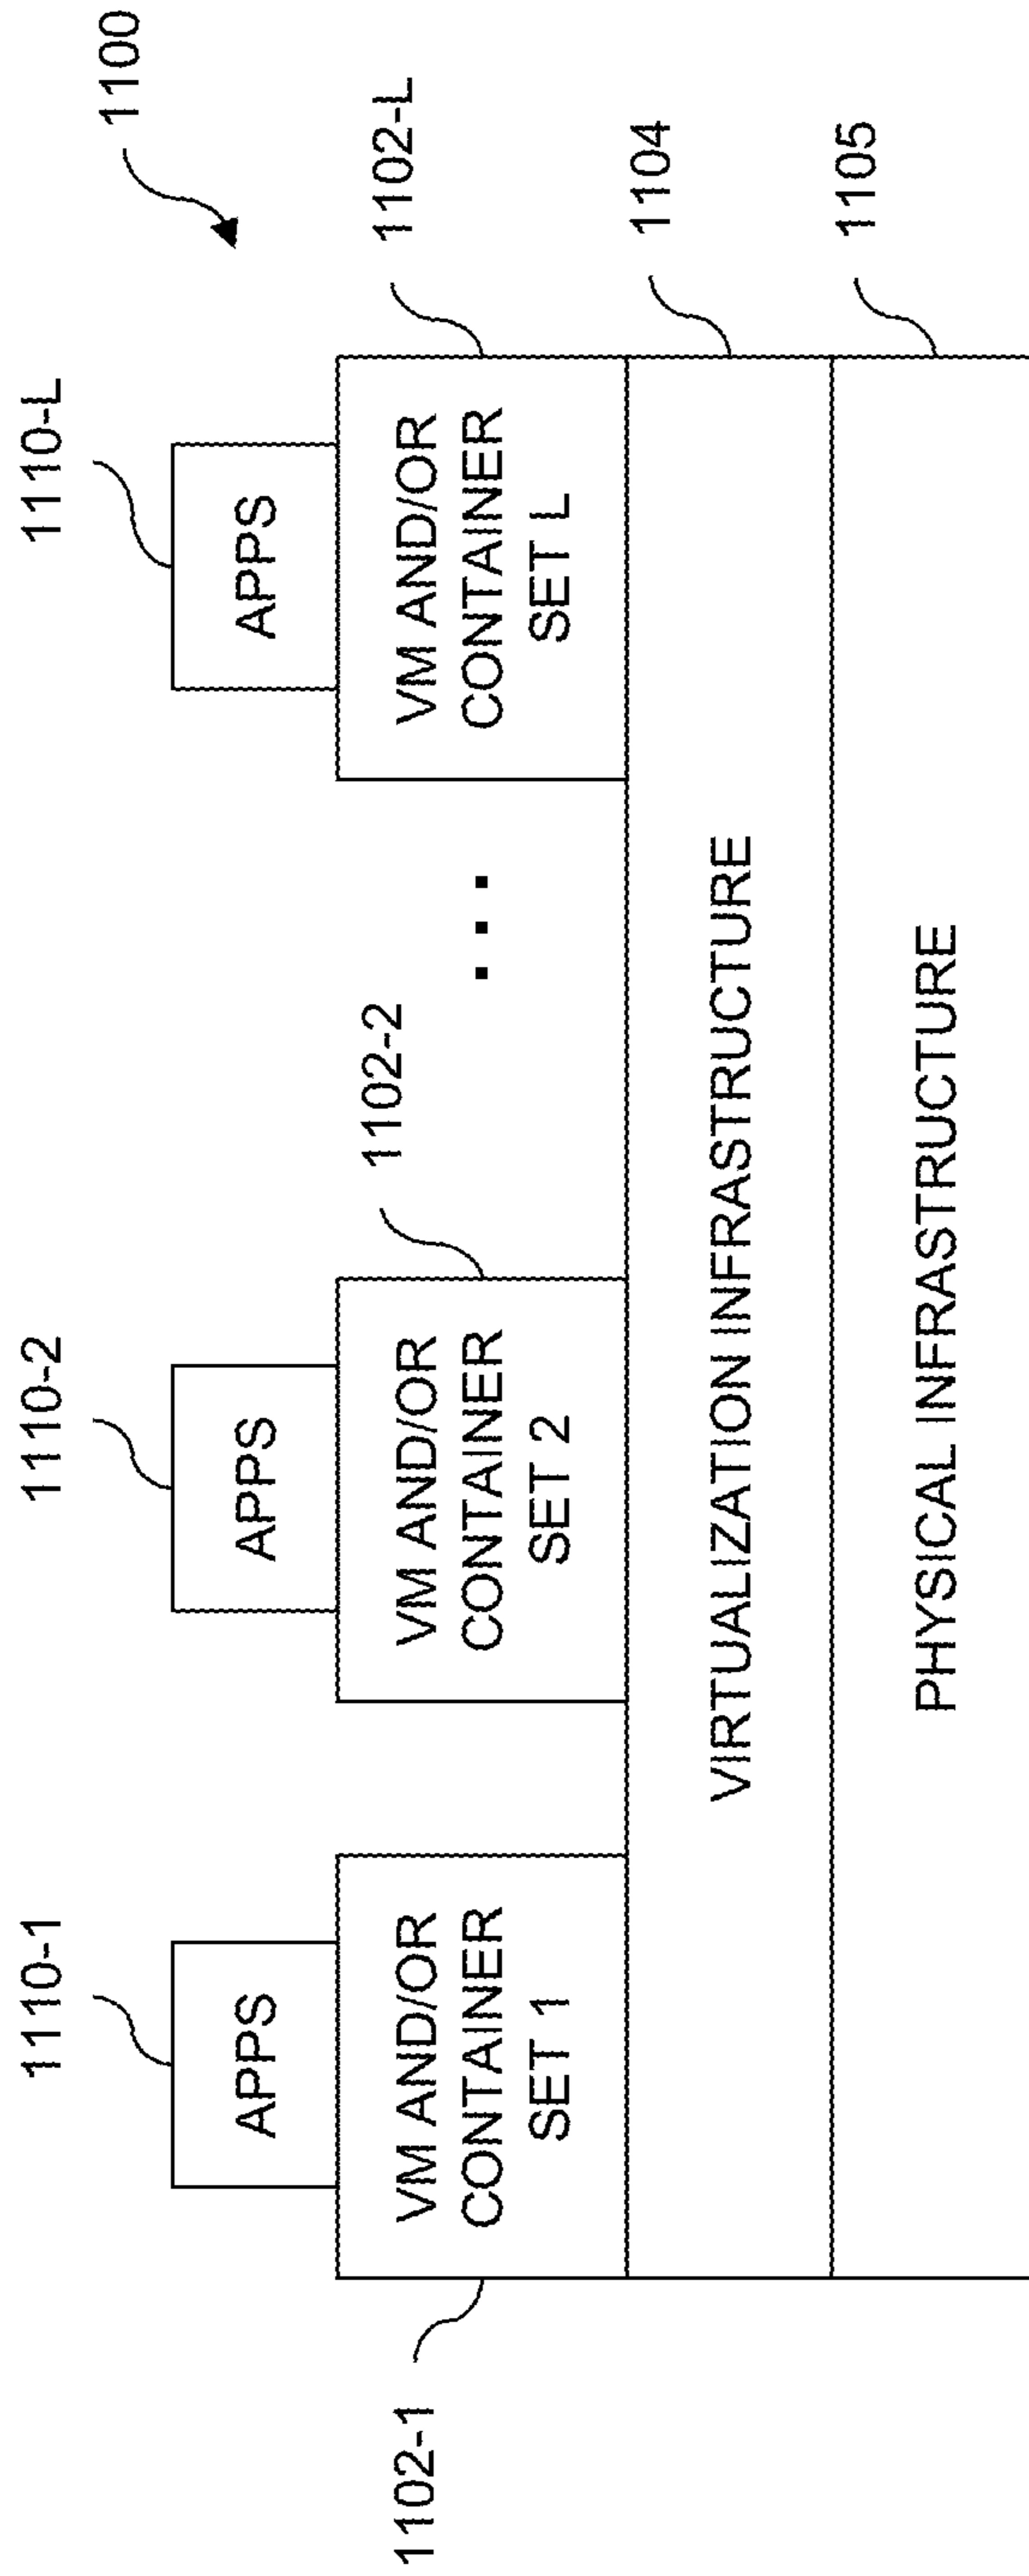 1100
1110-1
1110-2
1110-L
APPS
APPS
APPS
1102-1
VM AND/OR
CONTAINER
SET 1
VM AND/OR
CONTAINER
SET 2
1102-2
...
VM AND/OR
CONTAINER
SET L
1102-L
VIRTUALIZATION INFRASTRUCTURE
1104
PHYSICAL INFRASTRUCTURE
1105